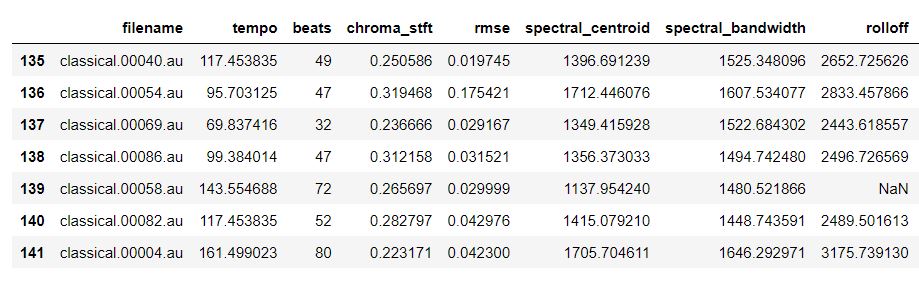 filename tempo beats chroma_stft rmse spectral_centroid spectral_bandwidth rolloff
135 classical.00040.au 117.453835 49 0.250586 0.019745 1396.691239 1525.348096 2652.725626
136 classical.00054.au 95.703125 47 0.319468 0.175421 1712.446076 1607.534077 2833.457866
137 classical.00069.au 69.837416 32 0.236666 0.029167 1349.415928 1522.684302 2443.618557
138 classical.00086.au 99.384014 47 0.312158 0.031521 1356.373033 1494.742480 2496.726569
139 classical.00058.au 143.554688 72 0.265697 0.029999 1137.954240 1480.521866 NaN
140 classical.00082.au 117.453835 52 0.282797 0.042976 1415.079210 1448.743591 2489.501613
141 classical.00004.au 161.499023 80 0.223171 0.042300 1705.704611 1646.292971 3175.739130